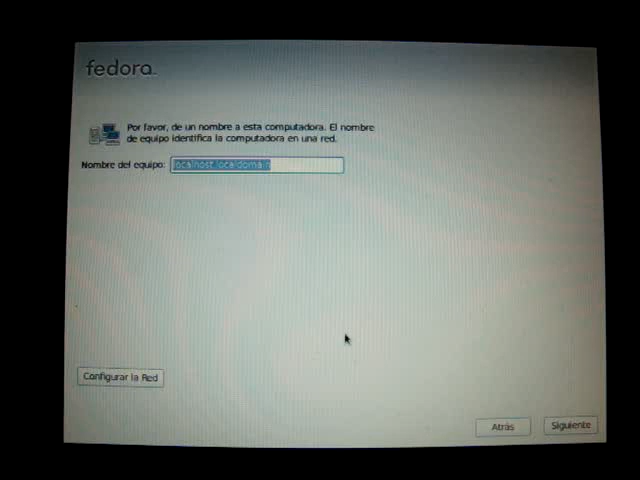 fedora
Por favor, de un nombre a esta computadora. El nombre
de equipo identifica la computadora en una red.
Nombre del equipo: localhost.localdomain
Configurar la Red
Atrás Siguiente